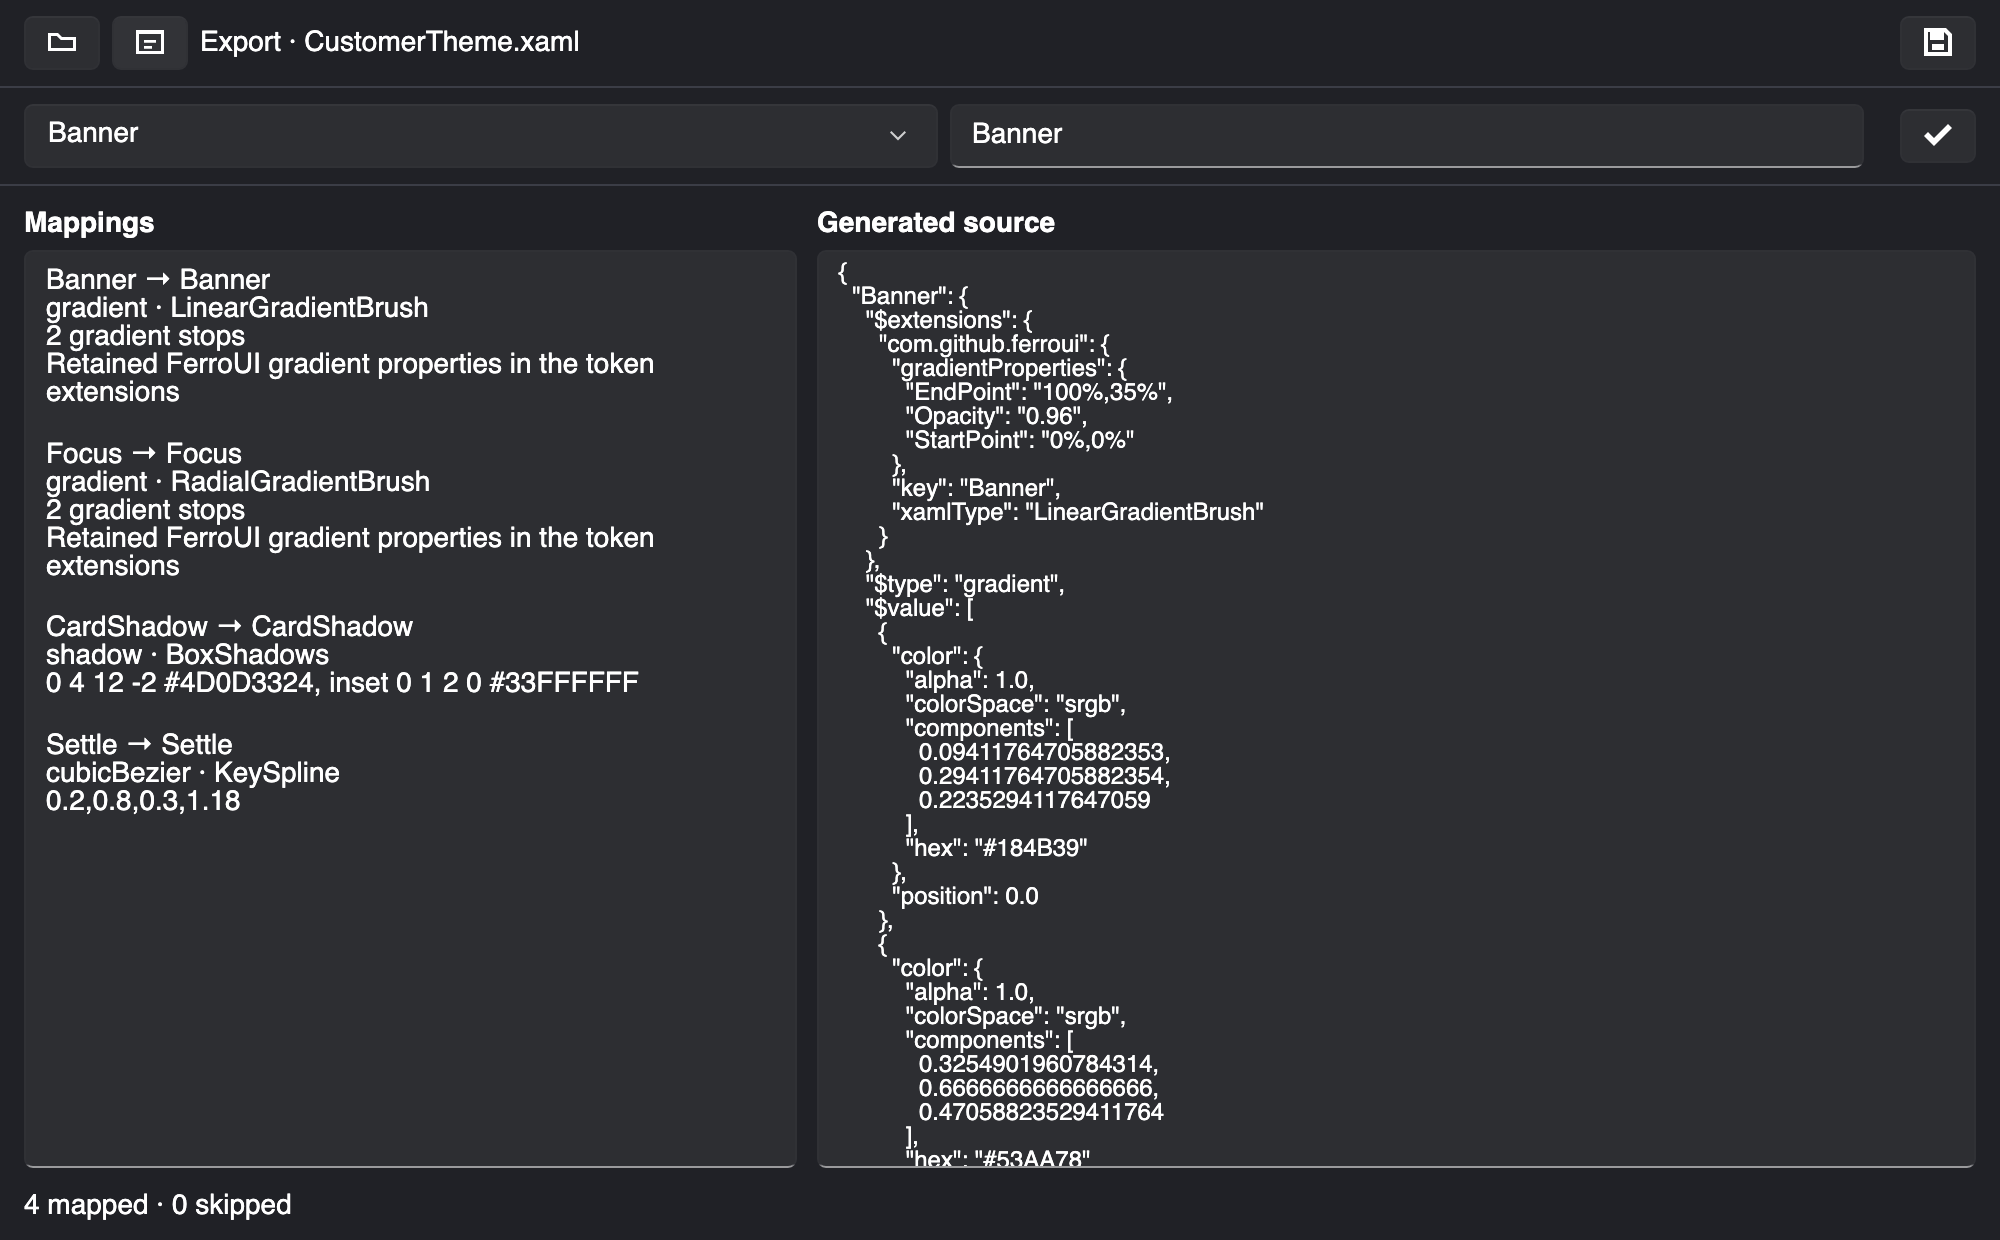 Export · CustomerTheme.xaml
Banner
Banner
Mappings
Banner → Banner
gradient · LinearGradientBrush
2 gradient stops
Retained FerroUI gradient properties in the token
extensions
Focus → Focus
gradient · RadialGradientBrush
2 gradient stops
Retained FerroUI gradient properties in the token
extensions
CardShadow → CardShadow
shadow · BoxShadows
0 4 12 -2 #4D0D3324, inset 0 1 2 0 #33FFFFFF
Settle → Settle
cubicBezier · KeySpline
0.2,0.8,0.3,1.18
Generated source
{
"Banner": {
"$extensions": {
"com.github.ferroui": {
"gradientProperties": {
"EndPoint": "100%,35%",
"Opacity": "0.96",
"StartPoint": "0%,0%"
},
"key": "Banner",
"xamlType": "LinearGradientBrush"
}
},
"$type": "gradient",
"$value": [
{
"color": {
"alpha": 1.0,
"colorSpace": "srgb",
"components": [
0.09411764705882353,
0.29411764705882354,
0.2235294117647059
],
"hex": "#184B39"
},
"position": 0.0
},
{
"color": {
"alpha": 1.0,
"colorSpace": "srgb",
"components": [
0.3254901960784314,
0.6666666666666666,
0.47058823529411764
],
"hex": "#53AA78"
4 mapped · 0 skipped